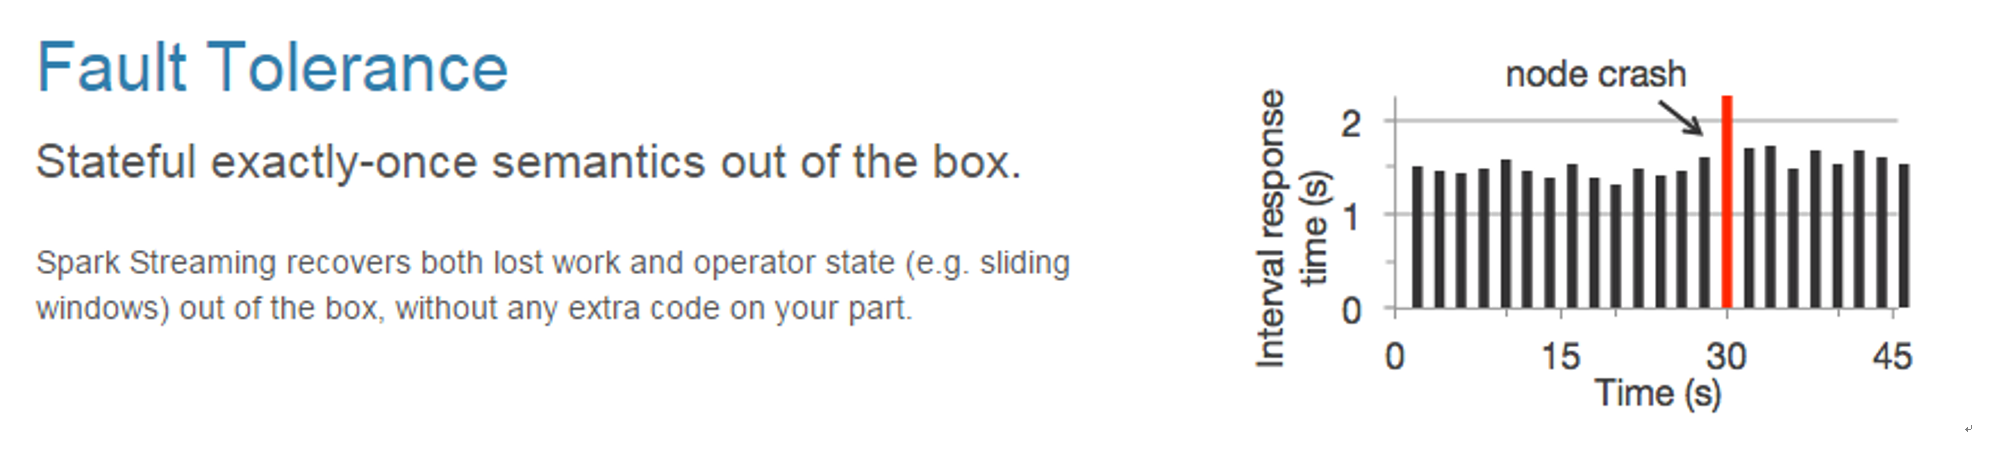 Fault Tolerance
Stateful exactly-once semantics out of the box.
Spark Streaming recovers both lost work and operator state (e.g. sliding
windows) out of the box, without any extra code on your part.
node crash
Interval response
time (s)
2
1
0
0 15 30 45
Time (s)